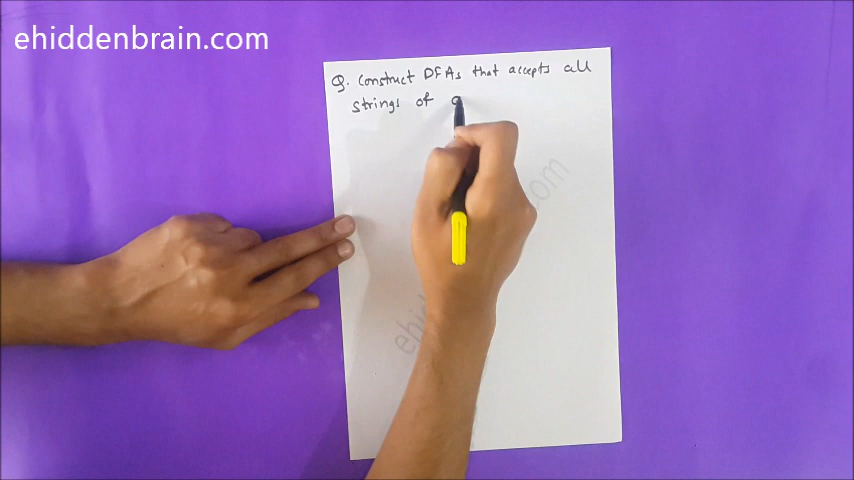 ehiddenbrain.com
Q. Construct DFAs that accepts all
strings of